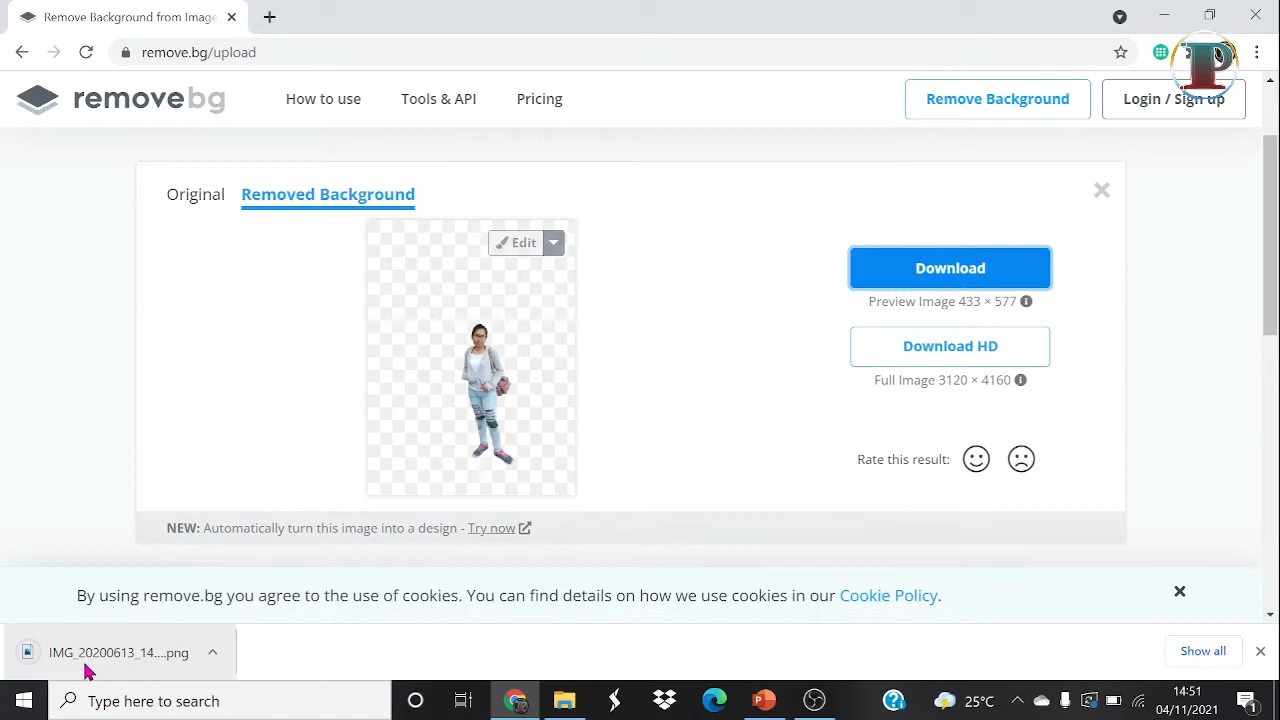 Remove Background from Image
remove.bg/upload
removebg
How to use
Tools & API
Pricing
Remove Background
Login / Sign up
P
Original
Removed Background
Edit
Download
Preview Image 433 × 577
Download HD
Full Image 3120 × 4160
Rate this result:
NEW: Automatically turn this image into a design - Try now
By using remove.bg you agree to the use of cookies. You can find details on how we use cookies in our Cookie Policy.
IMG_20200613_14....png
Show all
Type here to search
25°C
14:51
04/11/2021
1